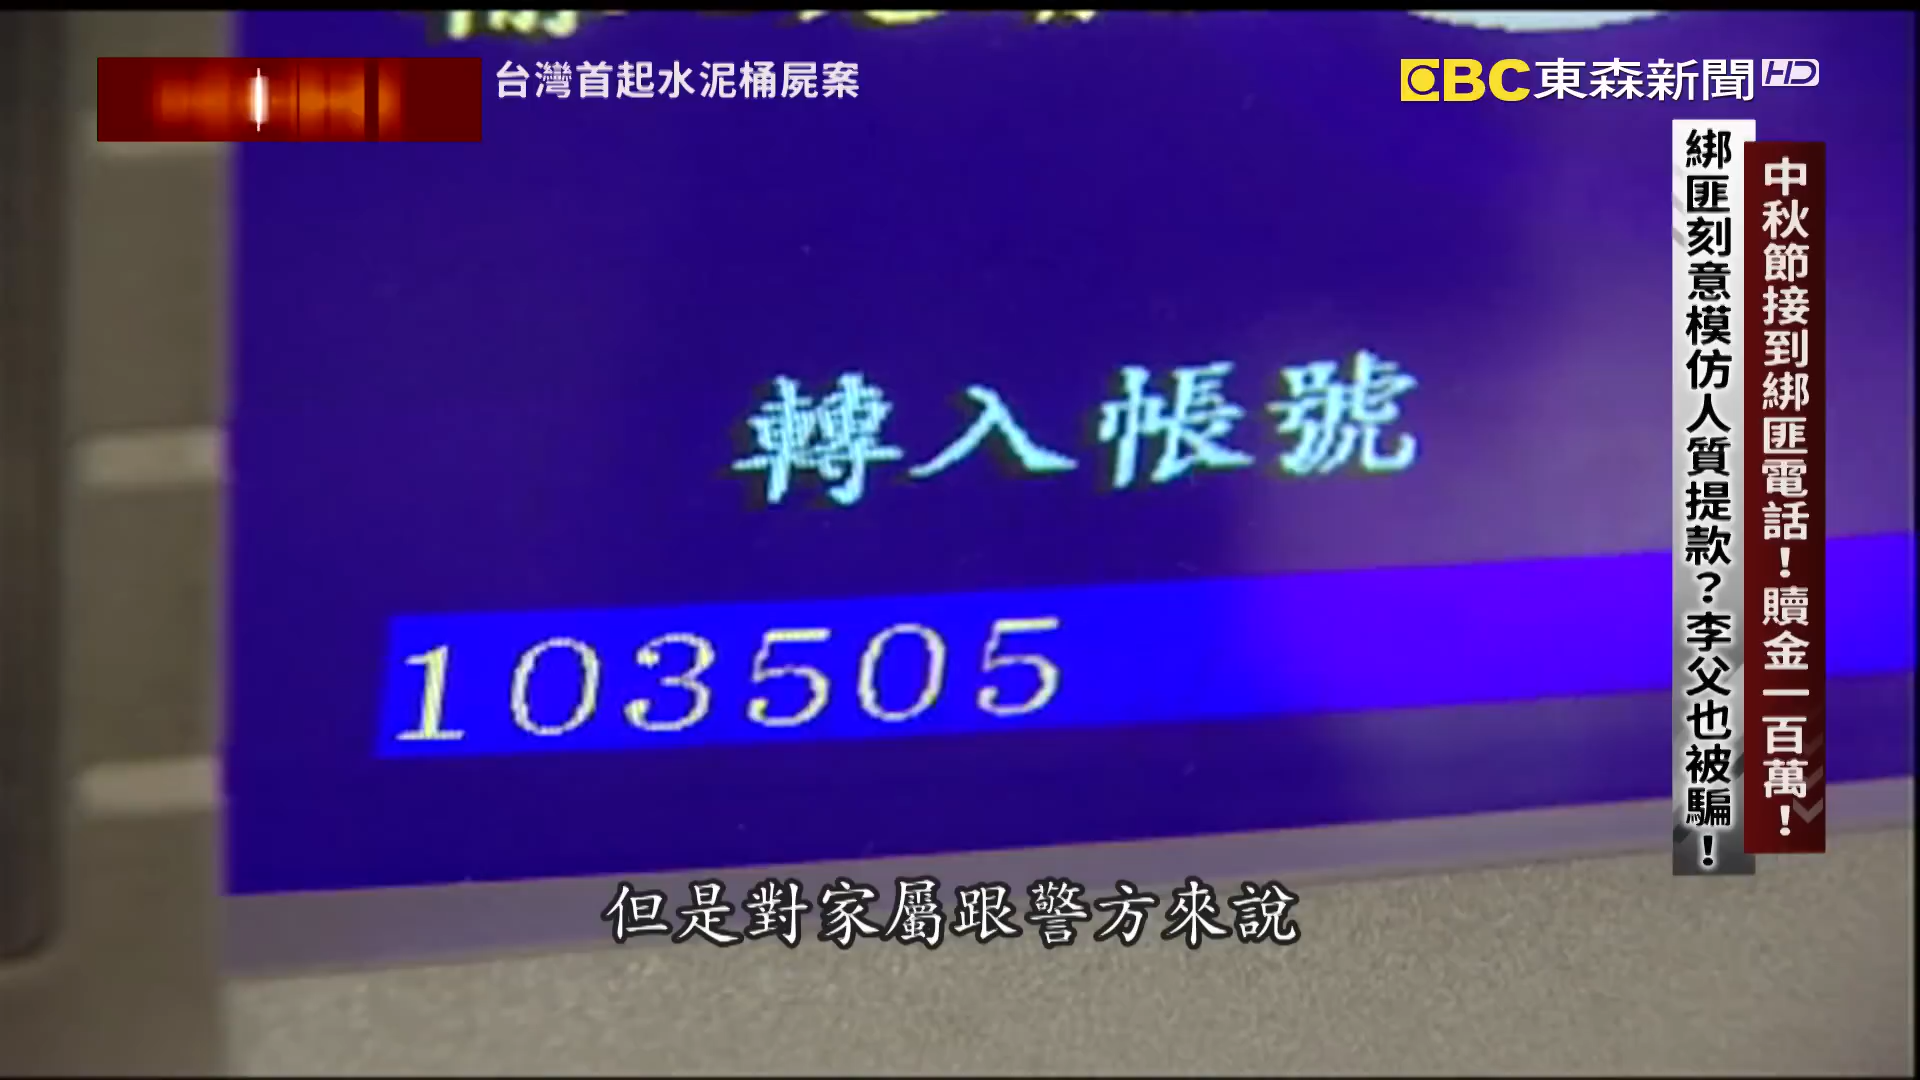 台灣首起水泥桶屍案
EBC東森新聞HD
中秋節接到綁匪電話！贖金一百萬！
綁匪刻意模仿人質提款？李父也被騙！
轉入帳號
103505
但是對家屬跟警方來說